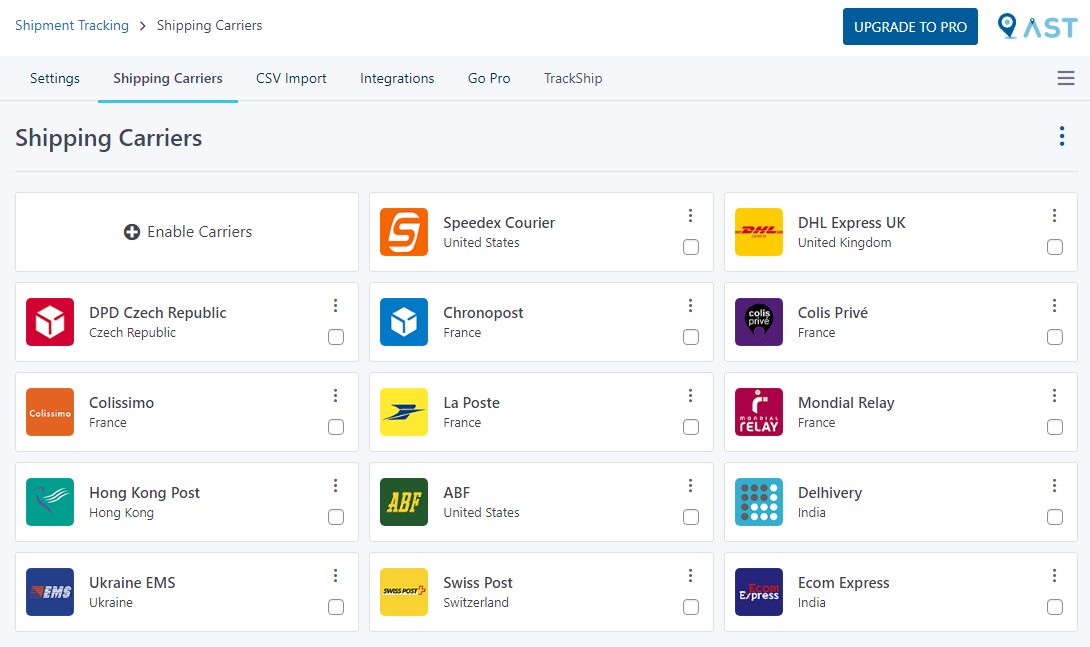 Shipment Tracking > Shipping Carriers
UPGRADE TO PRO
AST
Settings
Shipping Carriers
CSV Import
Integrations
Go Pro
TrackShip
Shipping Carriers
Enable Carriers
Speedex Courier
United States
DHL
EXPRESS
DHL Express UK
United Kingdom
DPD Czech Republic
Czech Republic
Chronopost
France
colis
privé
Colis Privé
France
Colissimo
Colissimo
France
La Poste
France
MONDIAL
RELAY
Mondial Relay
France
Hong Kong Post
Hong Kong
ABF
ABF
United States
Delhivery
India
EMS
Ukraine EMS
Ukraine
SWISS POST
Swiss Post
Switzerland
Ecom
Express
Ecom Express
India